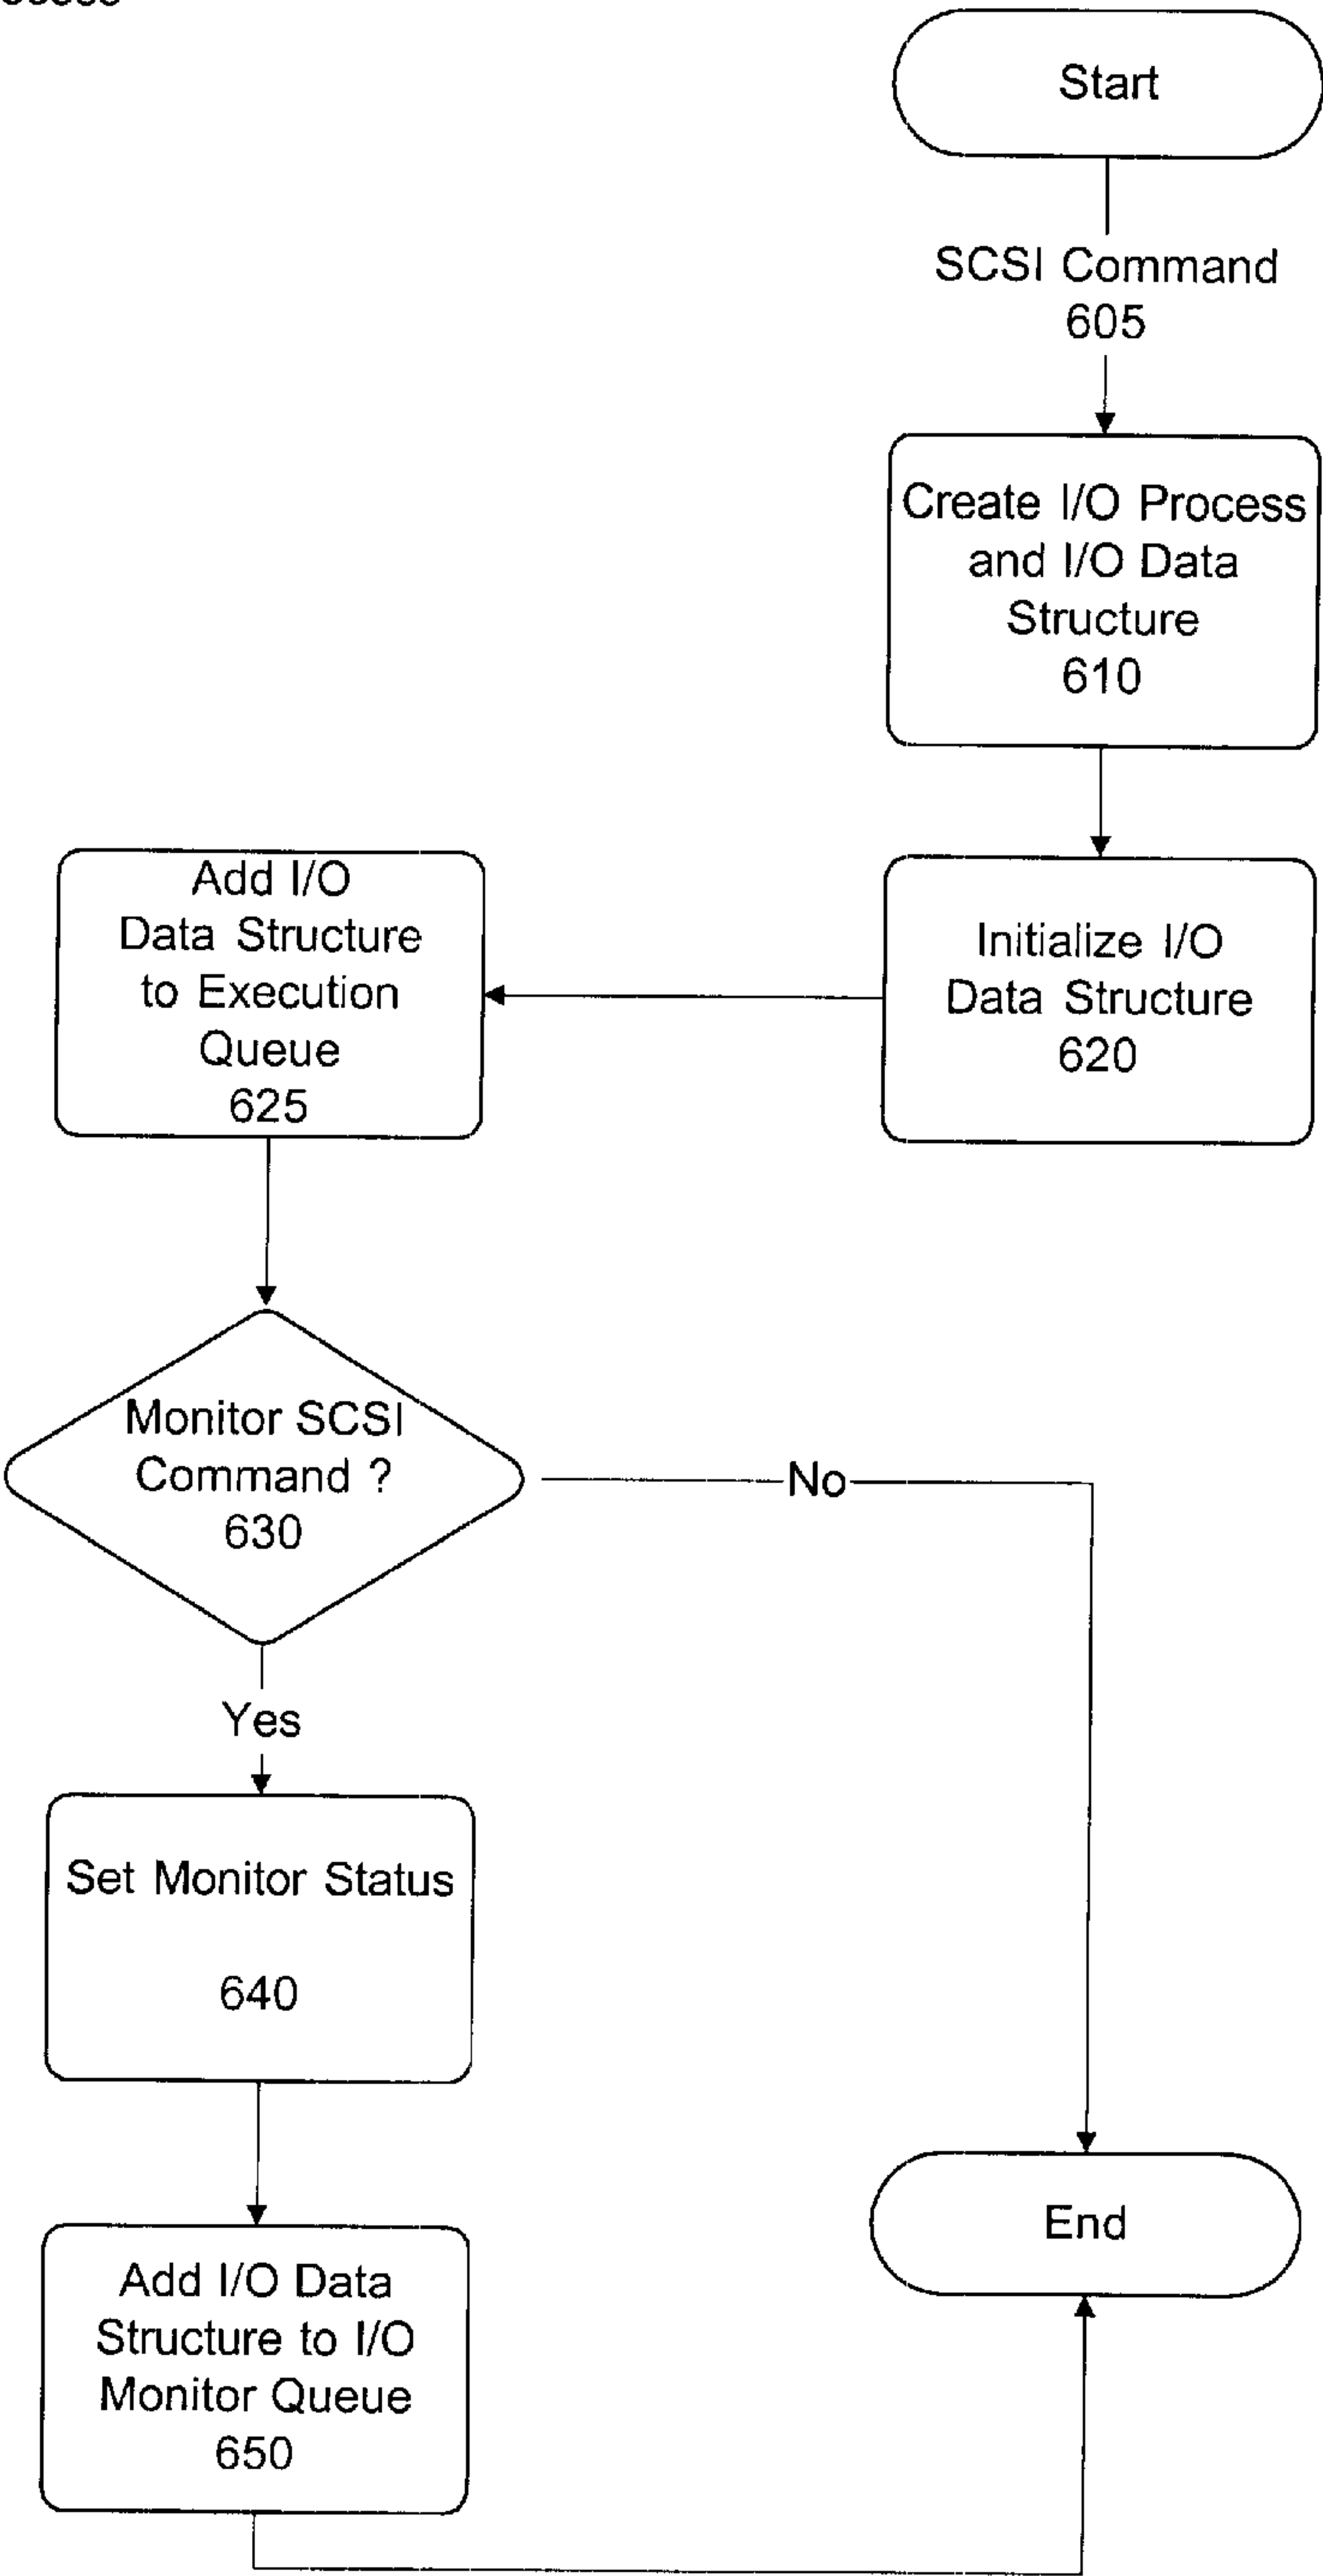 Start
SCSI Command
605
Create I/O Process
and I/O Data
Structure
610
Initialize I/O
Data Structure
620
Add I/O
Data Structure
to Execution
Queue
625
Monitor SCSI
Command ?
630
No
Yes
Set Monitor Status
640
Add I/O Data
Structure to I/O
Monitor Queue
650
End